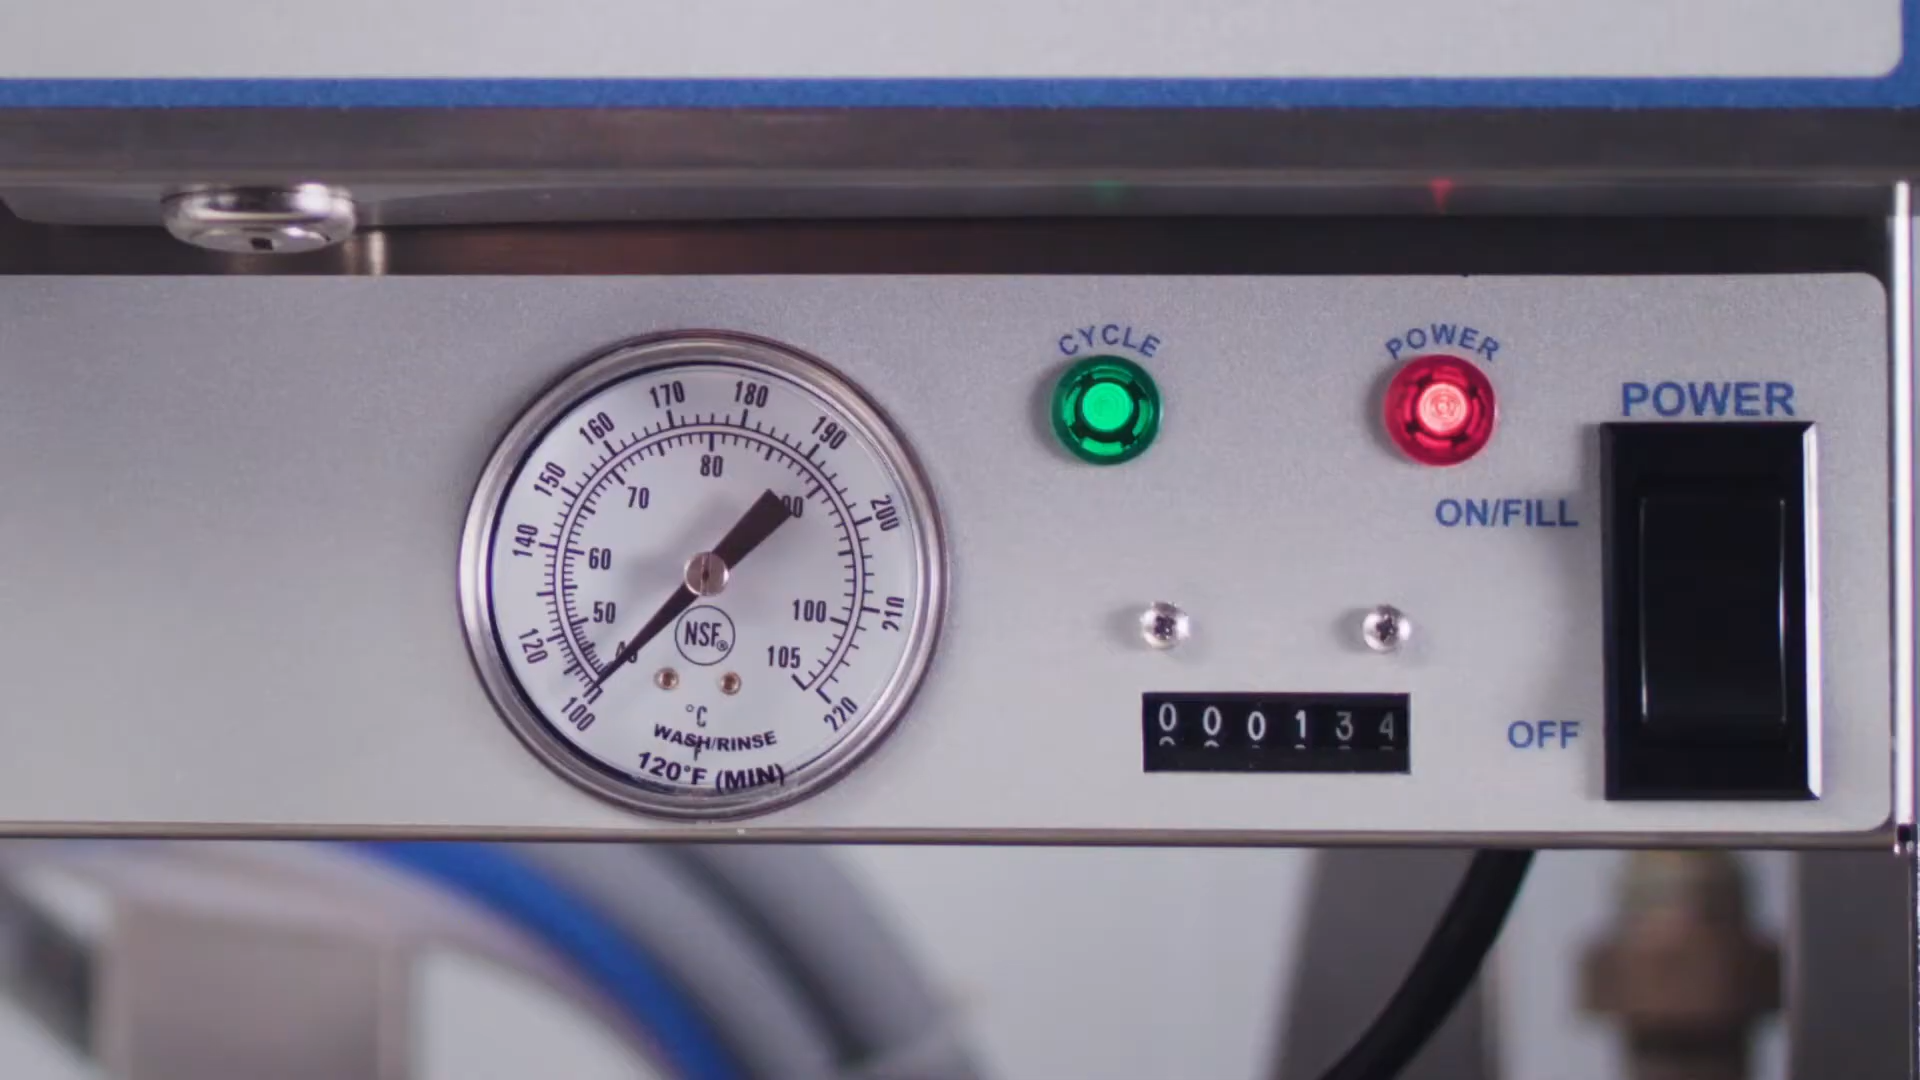 CYCLE
POWER
POWER
ON/FILL
OFF
170 180
160 190
150 200
140 210
120 220
100
80
70
60
50
100
105
NSF®
°C
WASH/RINSE
°F
120°F (MIN)
000134